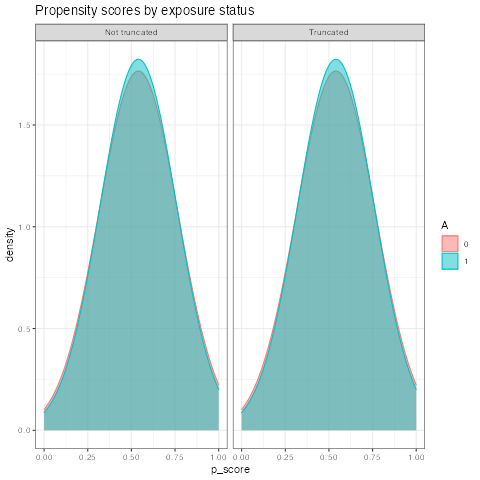 Propensity scores by exposure status
Not truncated
Truncated
density
1.5
1.0
0.5
0.0
0.00 0.25 0.50 0.75 1.00
0.00 0.25 0.50 0.75 1.00
p_score
A
0
1